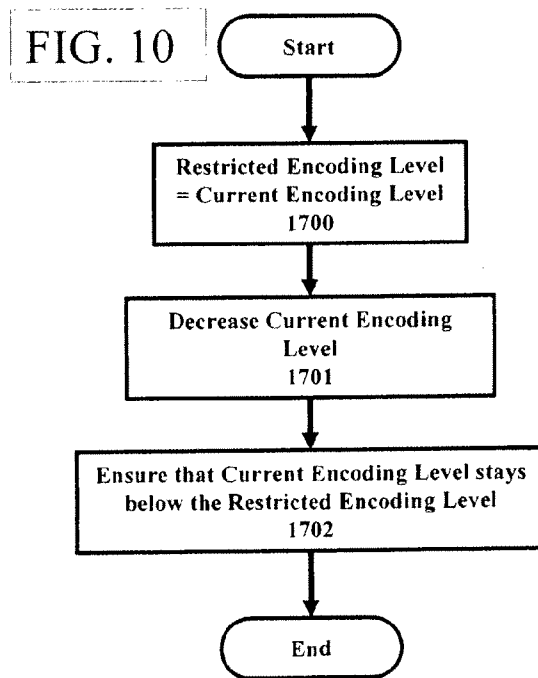 FIG. 10
Start
Restricted Encoding Level
= Current Encoding Level
1700
Decrease Current Encoding
Level
1701
Ensure that Current Encoding Level stays
below the Restricted Encoding Level
1702
End